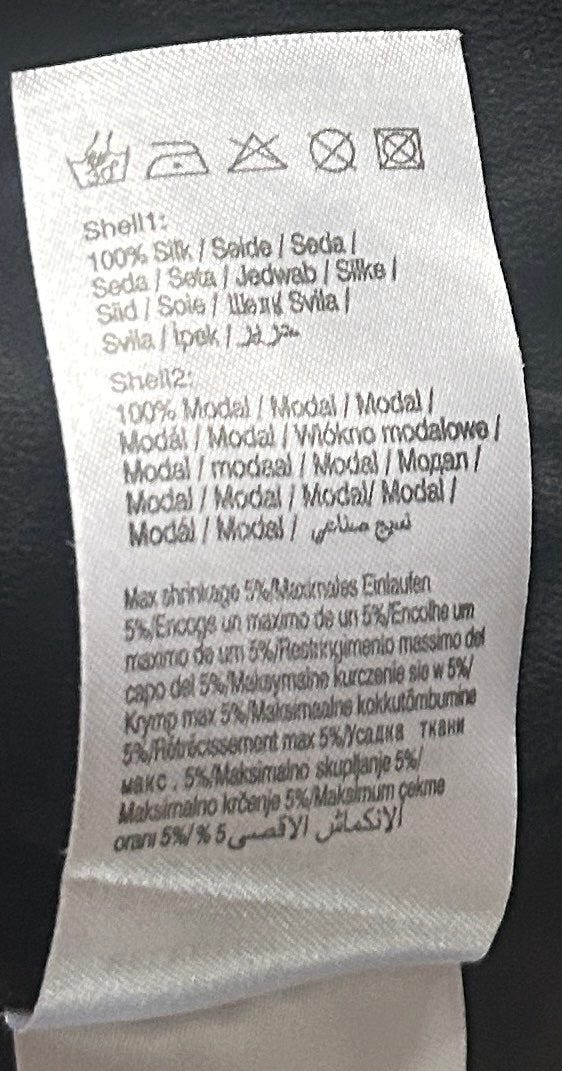 Shell1:
100% Silk / Seide / Seda /
Seda / Seta / Jedwab / Silke /
Siid / Soie / Шелк Svila /
Svila / İpek / حرير
Shell2:
100% Modal / Modal / Modal /
Modál / Modal / Włókno modalowe /
Modal / modaal / Modal / Модал /
Modal / Modal / Modal/ Modal /
Modál / Modal / نسيج صناعي
Max shrinkage 5%/Maximales Einlaufen
5%/Encoge un maximo de un 5%/Encolhe um
maximo de um 5%/Restringimento massimo del
capo del 5%/Maksymalne kurczenie sie w 5%/
Krymp max 5%/Maksimaalne kokkutõmbumine
5%/Rétrécissement max 5%/Усадка ткани
макс . 5%/Maksimalno skupljanje 5%/
Maksimalno krčenje 5%/Maksimum çekme
oranı 5%/ % 5 الانكماش الاقصى/